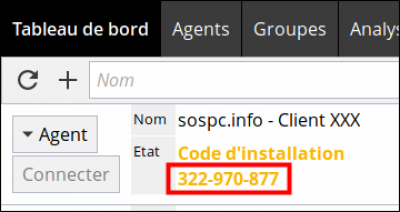 Tableau de bord Agents Groupes Analys
Nom
Nom sospc.info - Client XXX
Agent Etat Code d'installation
Connecter 322-970-877